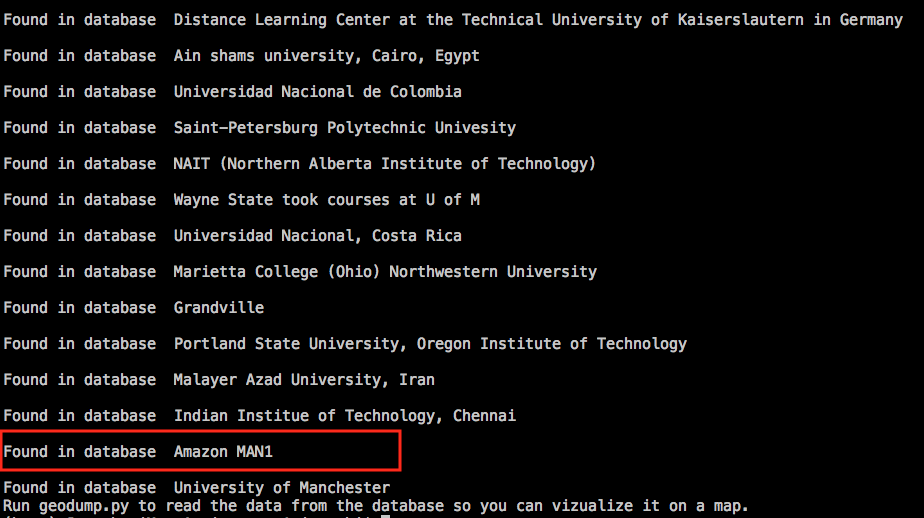 Found in database  Distance Learning Center at the Technical University of Kaiserslautern in Germany
Found in database  Ain shams university, Cairo, Egypt
Found in database  Universidad Nacional de Colombia
Found in database  Saint-Petersburg Polytechnic Univesity
Found in database  NAIT (Northern Alberta Institute of Technology)
Found in database  Wayne State took courses at U of M
Found in database  Universidad Nacional, Costa Rica
Found in database  Marietta College (Ohio) Northwestern University
Found in database  Grandville
Found in database  Portland State University, Oregon Institute of Technology
Found in database  Malayer Azad University, Iran
Found in database  Indian Institue of Technology, Chennai
Found in database  Amazon MAN1
Found in database  University of Manchester
Run geodump.py to read the data from the database so you can vizualize it on a map.